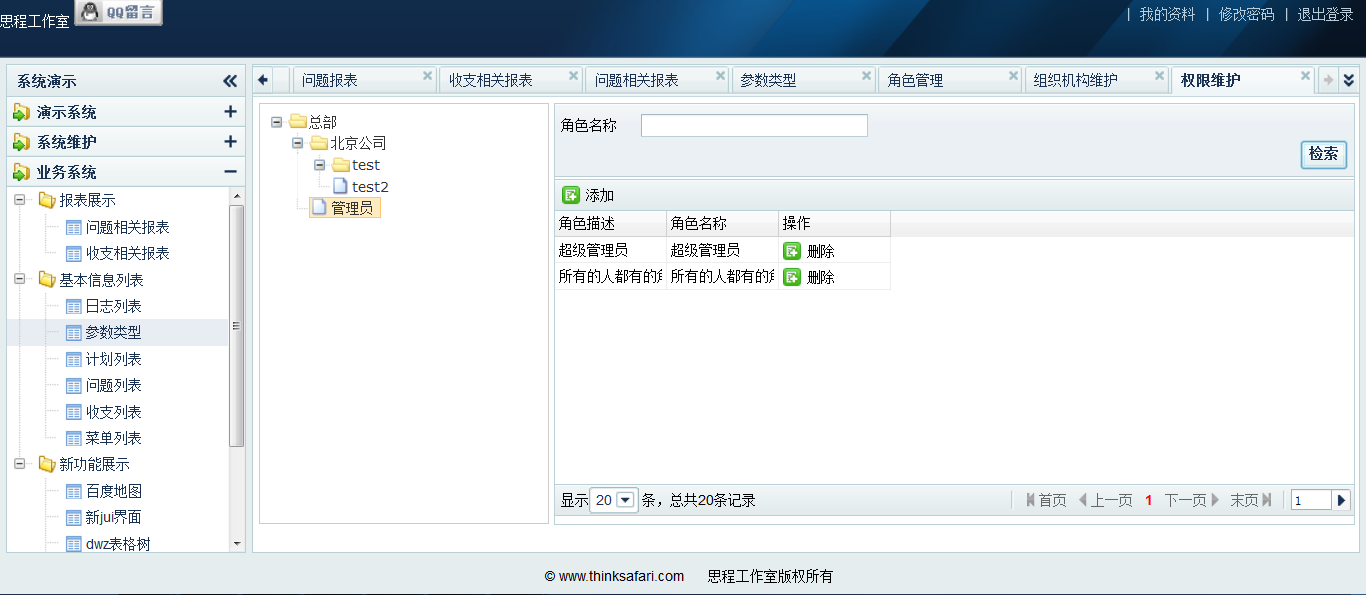 思程工作室 QQ留言
| 我的资料 | 修改密码 | 退出登录
系统演示
演示系统
系统维护
业务系统
报表展示
问题相关报表
收支相关报表
基本信息列表
日志列表
参数类型
计划列表
问题列表
收支列表
菜单列表
新功能展示
百度地图
新jui界面
dwz表格树
问题报表 收支相关报表 问题相关报表 参数类型 角色管理 组织机构维护 权限维护
总部
北京公司
test
test2
管理员
角色名称
检索
添加
角色描述 角色名称 操作
超级管理员 超级管理员 删除
所有的人都有的 所有的人都有的 删除
显示 20 条，总共20条记录 首页 上一页 1 下一页 末页 1
© www.thinksafari.com 思程工作室版权所有